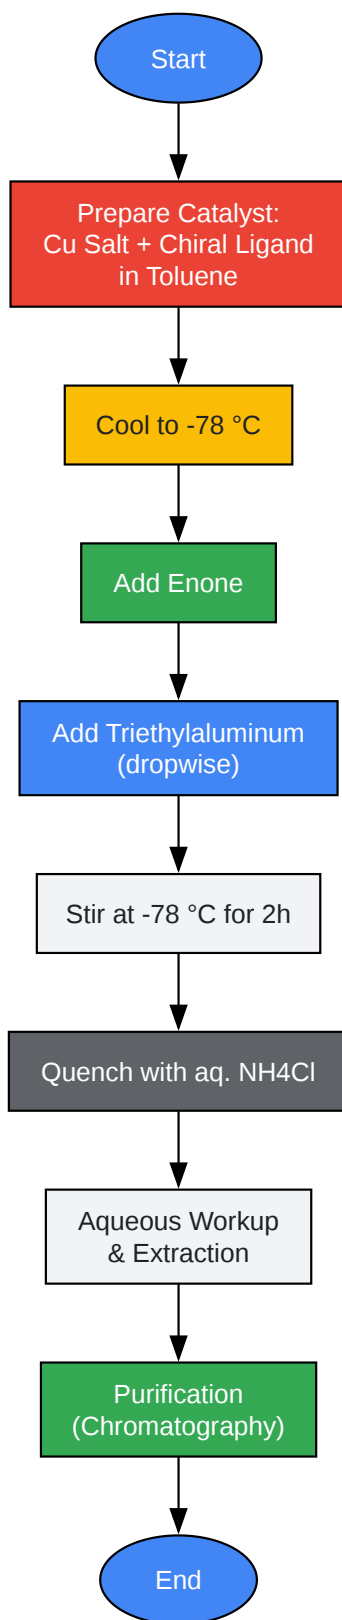 Start
Prepare Catalyst:
Cu Salt + Chiral Ligand
in Toluene
Cool to -78 °C
Add Enone
Add Triethylaluminum
(dropwise)
Stir at -78 °C for 2h
Quench with aq. NH4Cl
Aqueous Workup
& Extraction
Purification
(Chromatography)
End